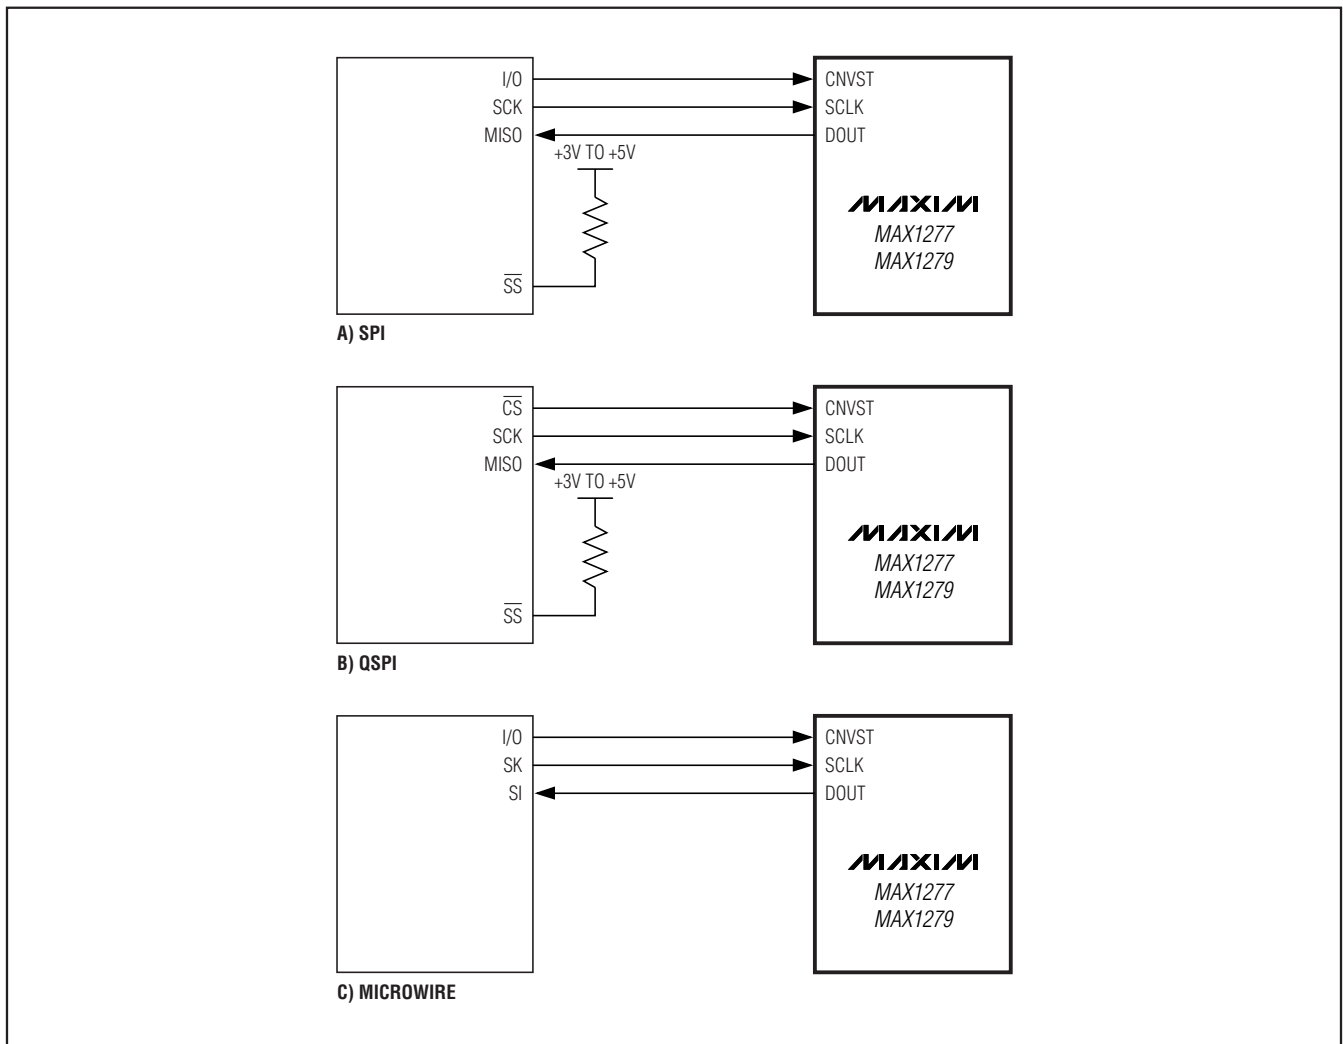 I/O
CNVST
SCK
SCLK
MISO
DOUT
+3V TO +5V
MAXIM
MAX1277
MAX1279
SS
A) SPI
CS
CNVST
SCK
SCLK
MISO
DOUT
+3V TO +5V
MAXIM
MAX1277
MAX1279
SS
B) QSPI
I/O
CNVST
SK
SCLK
SI
DOUT
MAXIM
MAX1277
MAX1279
C) MICROWIRE